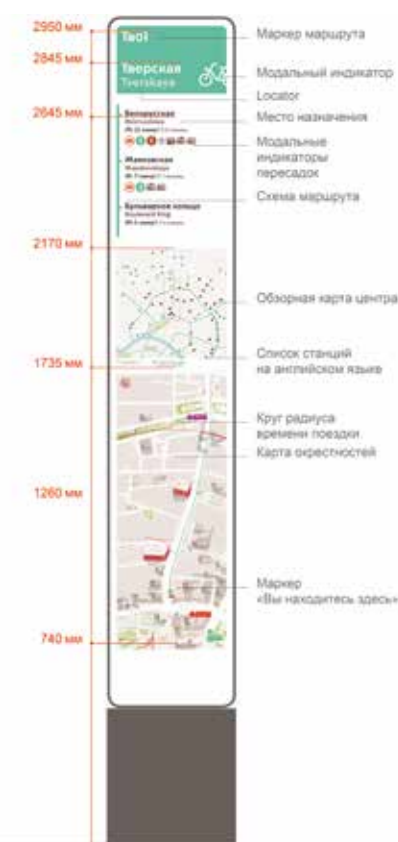 2950 мм
2845 мм
2645 мм
2170 мм
1735 мм
1260 мм
740 мм
Тво1
Тверская
Tverskaya
Белорусская
Маяковская
Бульварное кольцо
Boulevard Ring
Маркер маршрута
Модальный индикатор
Locator
Место назначения
Модальные
индикаторы
пересадок
Схема маршрута
Обзорная карта центра
Список станций
на английском языке
Круг радиуса
времени поездки
Карта окрестностей
Маркер
«Вы находитесь здесь»